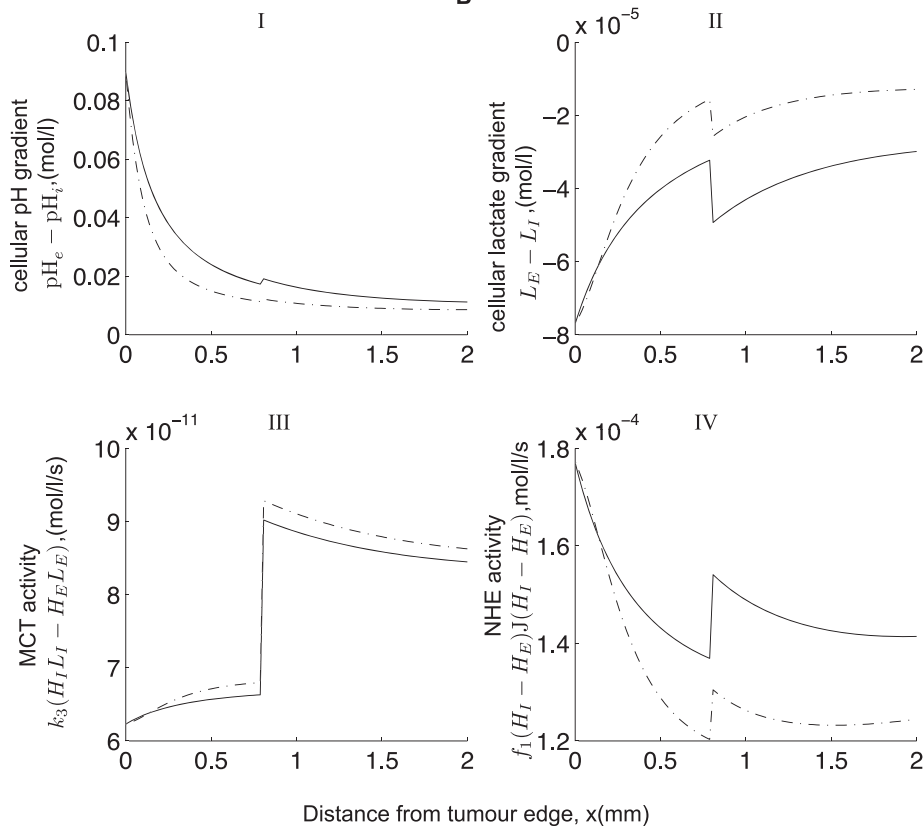 B
I
cellular pH gradient
pH_e − pH_i,(mol/l)
0.1
0.08
0.06
0.04
0.02
0
0 0.5 1 1.5 2
II
x 10^−5
cellular lactate gradient
L_E − L_I,(mol/l)
0
−2
−4
−6
−8
0 0.5 1 1.5 2
III
x 10^−11
MCT activity
k_3(H_I L_I − H_E L_E),(mol/l/s)
10
9
8
7
6
0 0.5 1 1.5 2
IV
x 10^−4
NHE activity
f_1(H_I − H_E)J(H_I − H_E),mol/l/s)
1.8
1.6
1.4
1.2
0 0.5 1 1.5 2
Distance from tumour edge, x(mm)